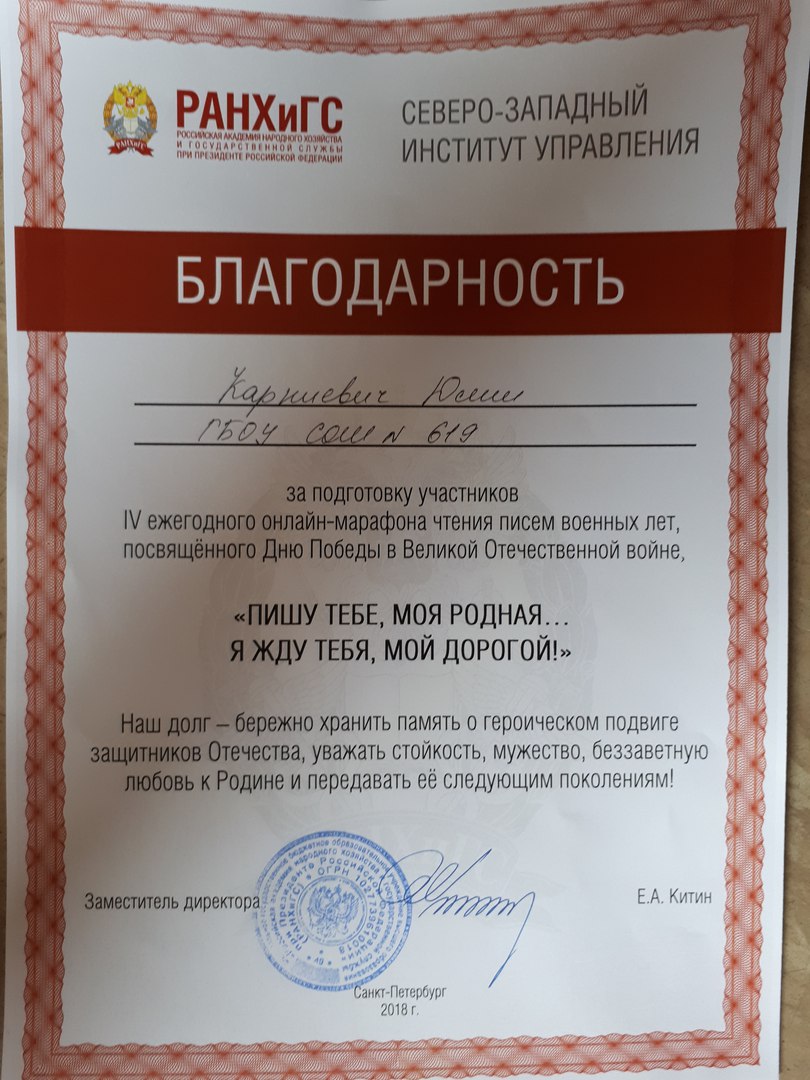 РАНХиГС
РОССИЙСКАЯ АКАДЕМИЯ НАРОДНОГО ХОЗЯЙСТВА
И ГОСУДАРСТВЕННОЙ СЛУЖБЫ
ПРИ ПРЕЗИДЕНТЕ РОССИЙСКОЙ ФЕДЕРАЦИИ
РАНХиГС
СЕВЕРО-ЗАПАДНЫЙ
ИНСТИТУТ УПРАВЛЕНИЯ
БЛАГОДАРНОСТЬ
ГБОУ СОШ N 619
за подготовку участников
IV ежегодного онлайн-марафона чтения писем военных лет,
посвящённого Дню Победы в Великой Отечественной войне,
«ПИШУ ТЕБЕ, МОЯ РОДНАЯ...
Я ЖДУ ТЕБЯ, МОЙ ДОРОГОЙ!»
Наш долг – бережно хранить память о героическом подвиге
защитников Отечества, уважать стойкость, мужество, беззаветную
любовь к Родине и передавать её следующим поколениям!
Заместитель директора
Е.А. Китин
Санкт-Петербург
2018 г.